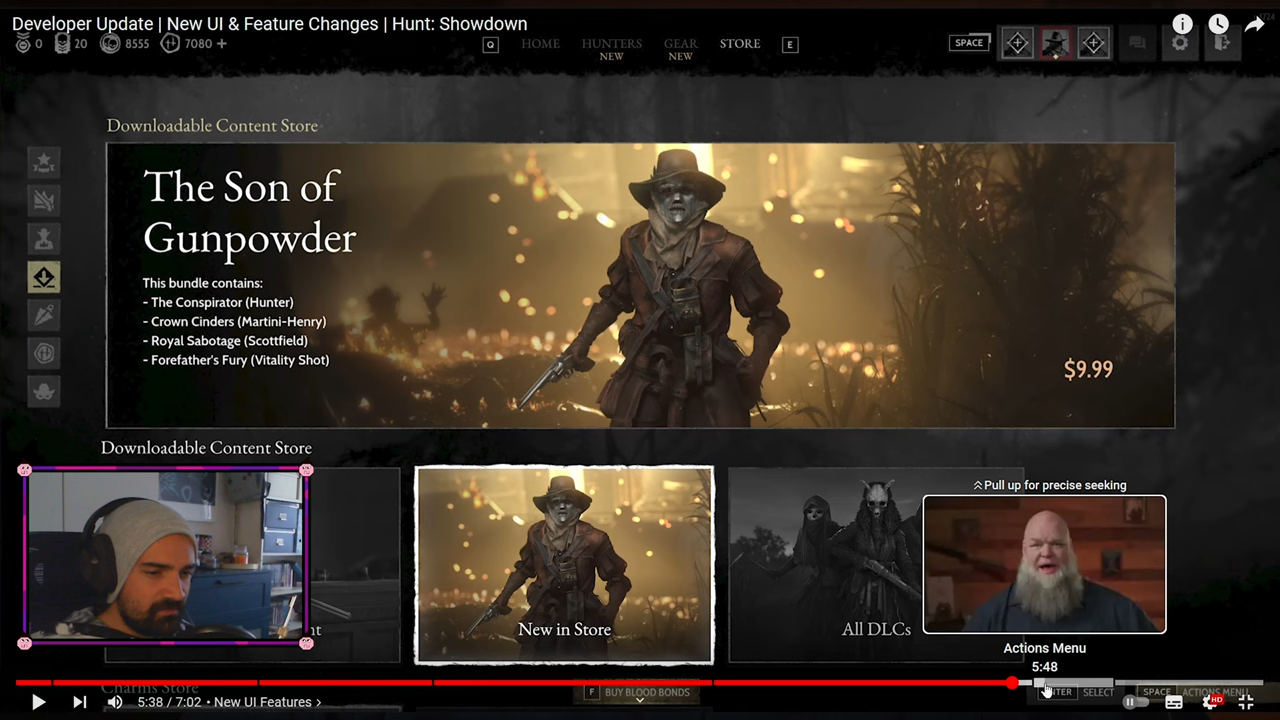 Developer Update | New UI & Feature Changes | Hunt: Showdown
0 20 8555 7080 +
Q HOME HUNTERS GEAR STORE E
NEW NEW
SPACE
Downloadable Content Store
The Son of
Gunpowder
This bundle contains:
- The Conspirator (Hunter)
- Crown Cinders (Martini-Henry)
- Royal Sabotage (Scottfield)
- Forefather's Fury (Vitality Shot)
$9.99
Downloadable Content Store
Pull up for precise seeking
New in Store
All DLCs
Actions Menu
5:48
Charms Store
F BUY BLOOD BONDS
SELECT
SPACE ACTIONS MENU
5:38 / 7:02 • New UI Features >
HD